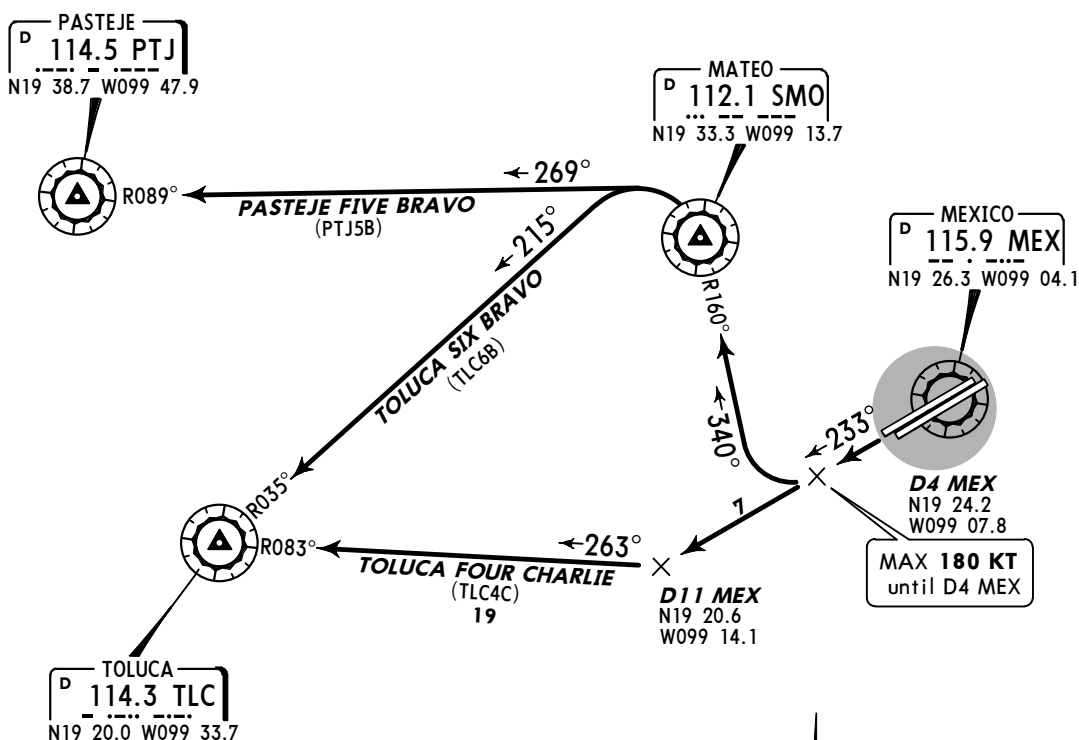 PASTEJE
D 114.5 PTJ
N19 38.7 W099 47.9
MATEO
D 112.1 SMO
N19 33.3 W099 13.7
R089°
269°
PASTEJE FIVE BRAVO
(PTJ5B)
215°
TOLUCA SIX BRAVO
(TLC6B)
R160°
MEXICO
D 115.9 MEX
N19 26.3 W099 04.1
340°
233°
D4 MEX
N19 24.2
W099 07.8
MAX 180 KT
until D4 MEX
7
R035°
R083°
263°
TOLUCA FOUR CHARLIE
(TLC4C)
19
D11 MEX
N19 20.6
W099 14.1
TOLUCA
D 114.3 TLC
N19 20.0 W099 33.7